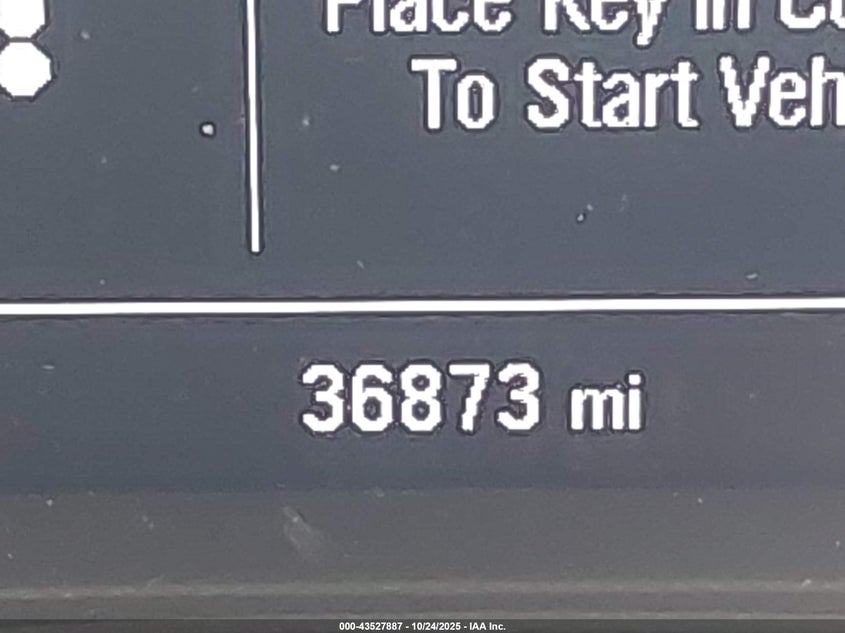 Place Key in
To Start
36873 mi
000-43527887 - 10/24/2025 - IAA Inc.